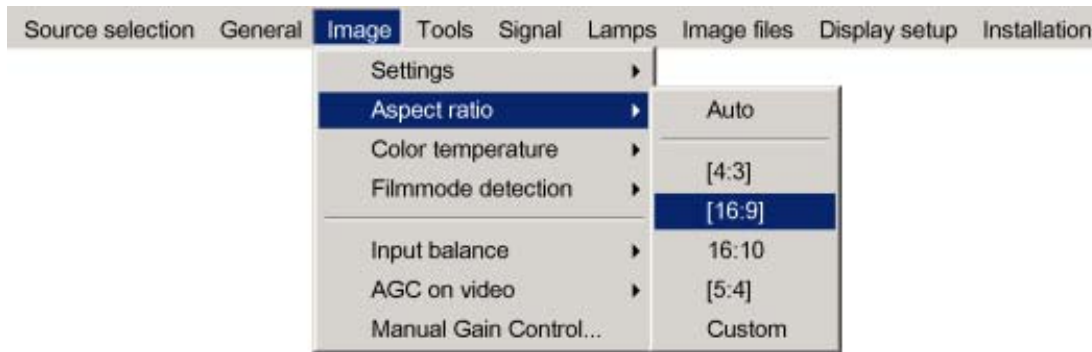 Source selection General Image Tools Signal Lamps Image files Display setup Installation
Settings
Aspect ratio
Color temperature
Filmmode detection
Input balance
AGC on video
Manual Gain Control...
Auto
[4:3]
[16:9]
16:10
[5:4]
Custom